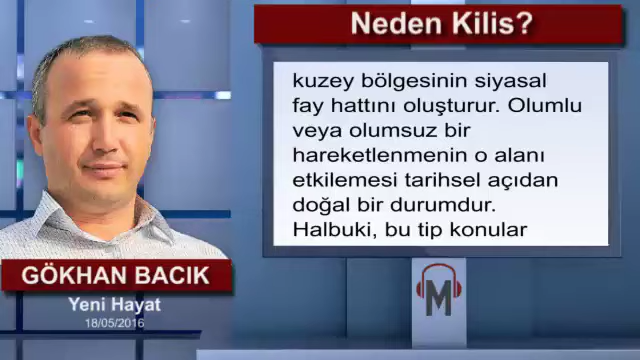 Neden Kilis?
kuzey bölgesinin siyasal
fay hattını oluşturur. Olumlu
veya olumsuz bir
hareketlenmenin o alanı
etkilemesi tarihsel açıdan
doğal bir durumdur.
Halbuki, bu tip konular
GÖKHAN BACIK
Yeni Hayat
18/05/2016
M